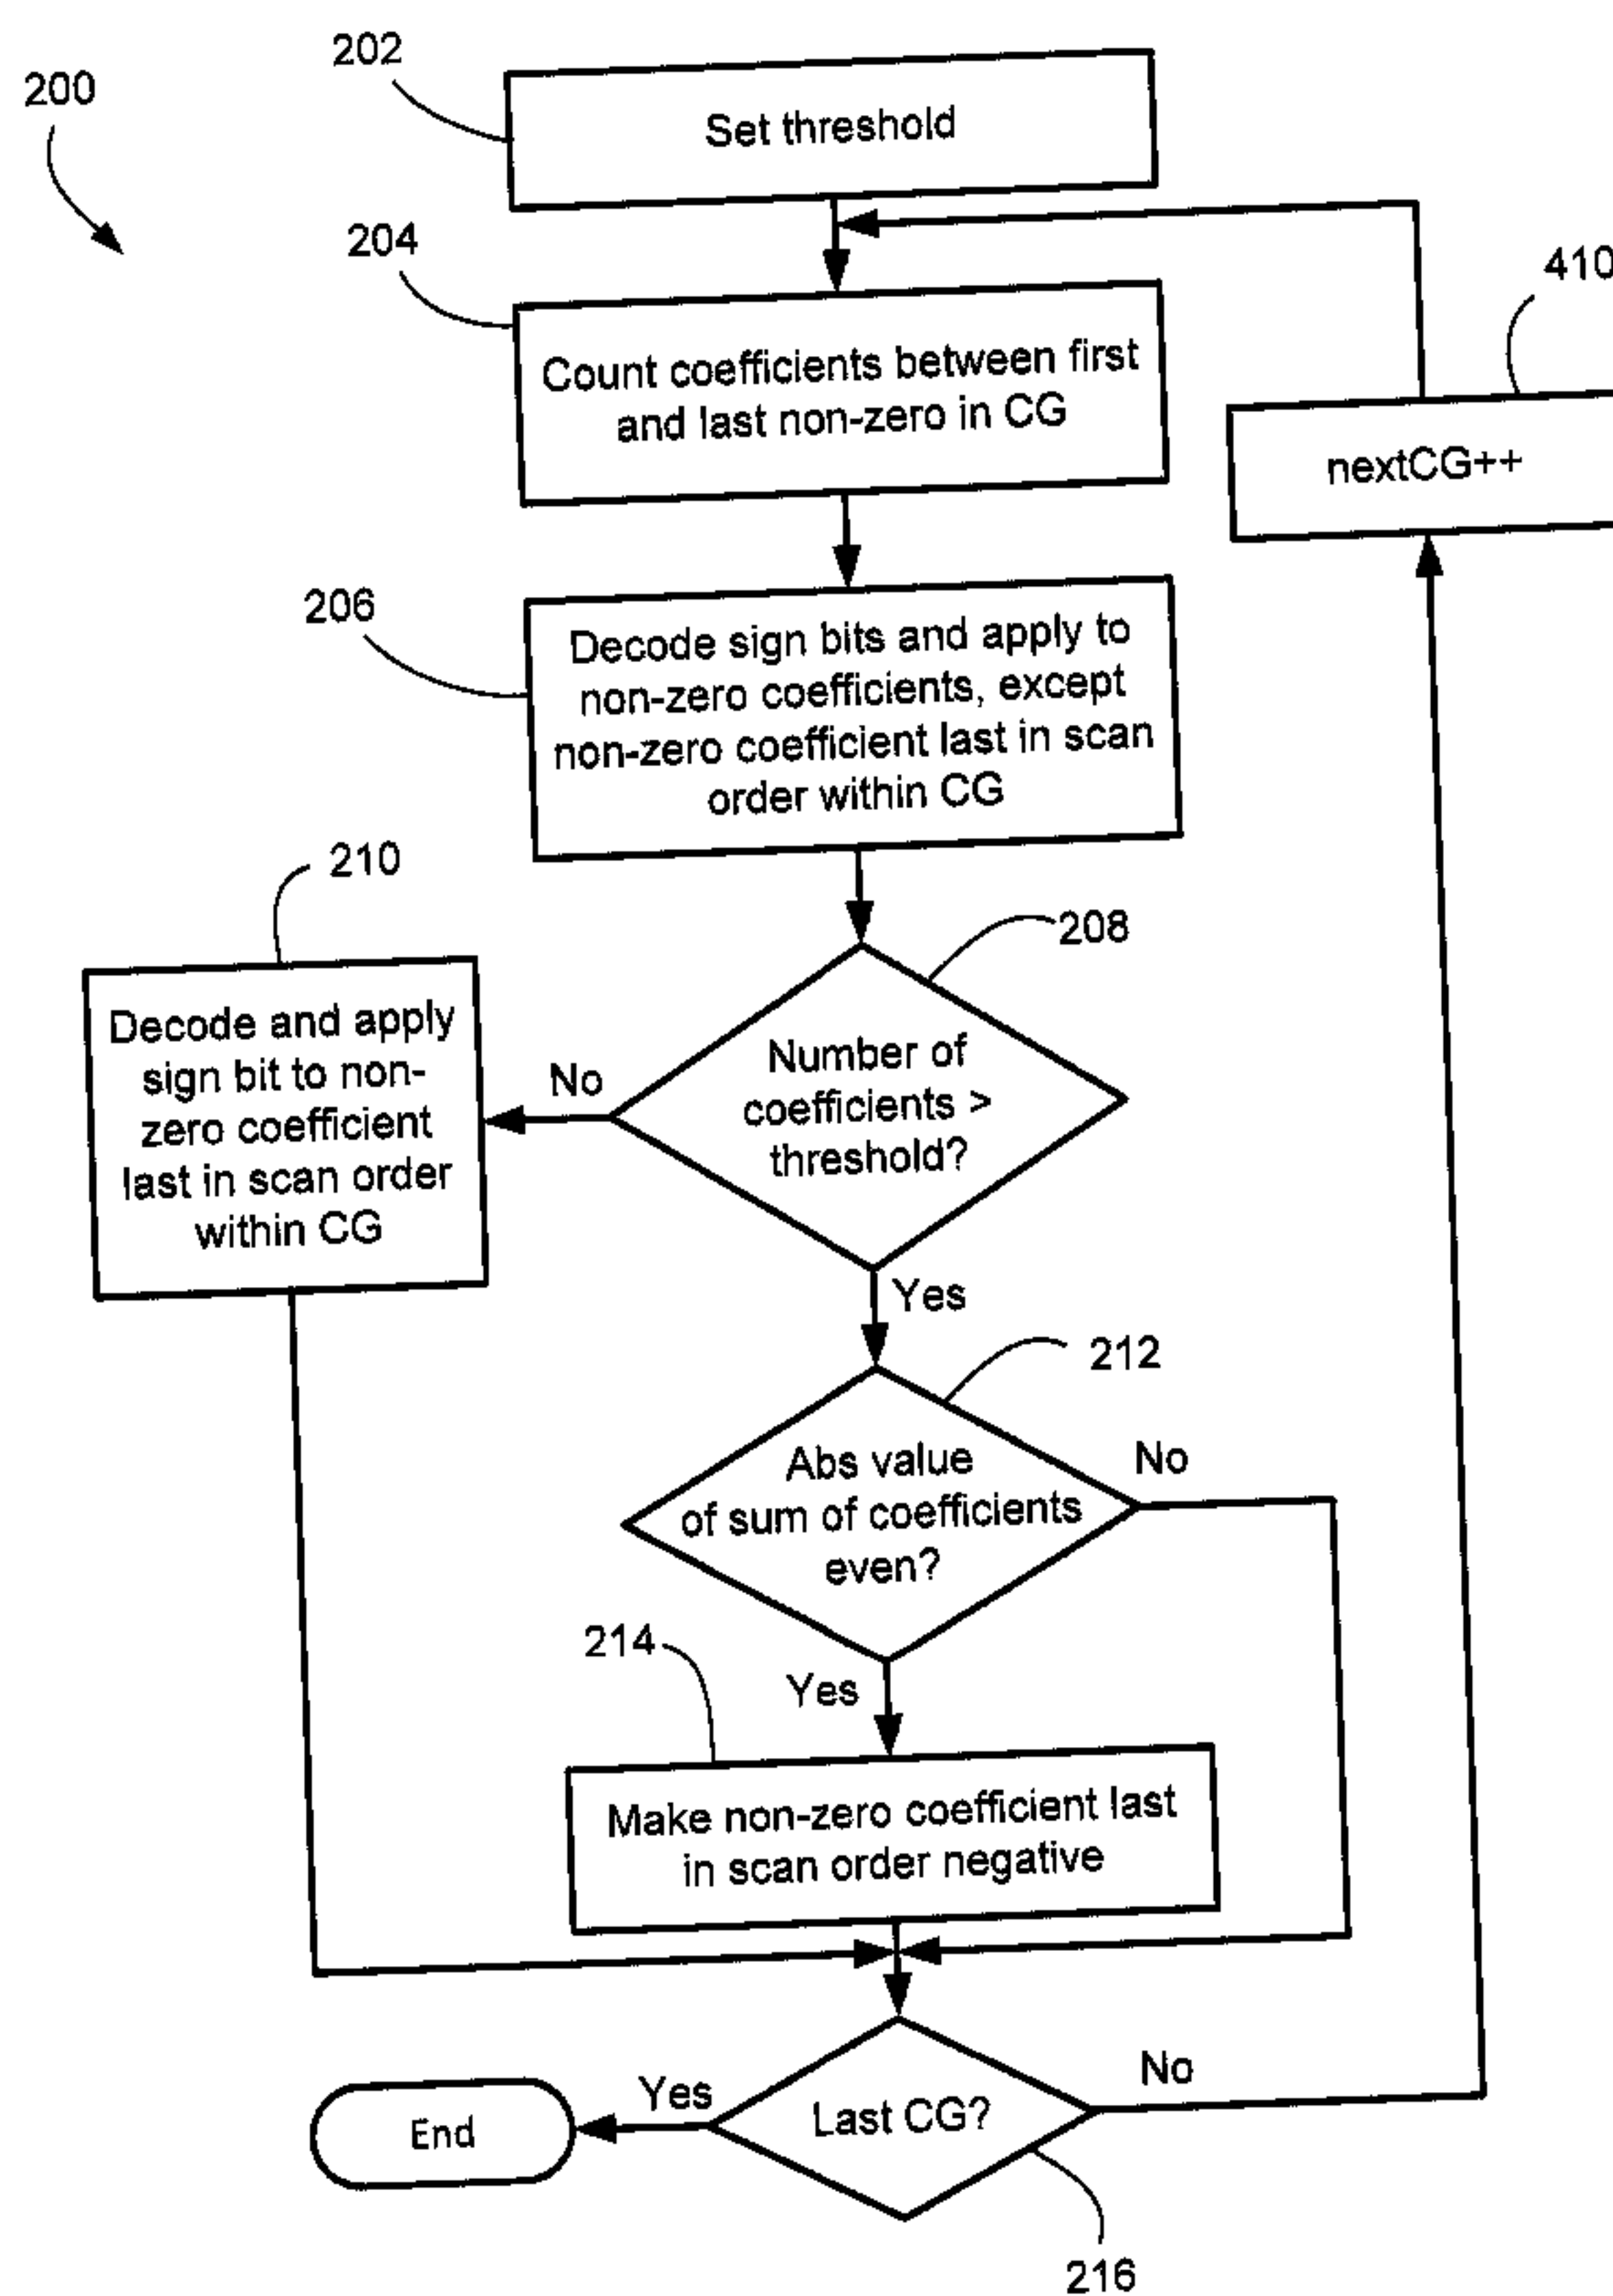 200
202
Set threshold
204
Count coefficients between first
and last non-zero in CG
410
nextCG++
206
Decode sign bits and apply to
non-zero coefficients, except
non-zero coefficient last in scan
order within CG
210
Decode and apply
sign bit to non-
zero coefficient
last in scan order
within CG
208
Number of
coefficients >
threshold?
No
Yes
212
Abs value
of sum of coefficients
even?
No
Yes
214
Make non-zero coefficient last
in scan order negative
Last CG?
Yes
No
End
216